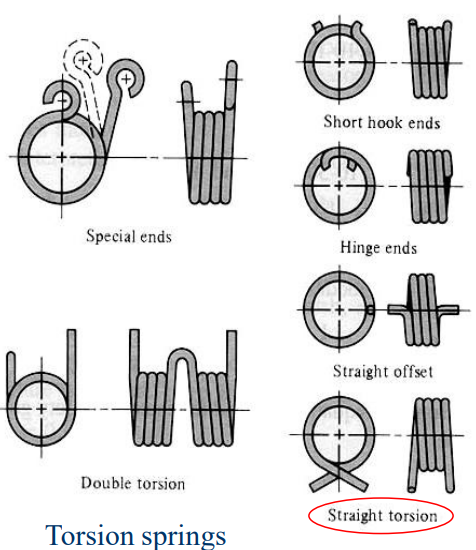 Short hook ends
Special ends
Hinge ends
Straight offset
Double torsion
Straight torsion
Torsion springs